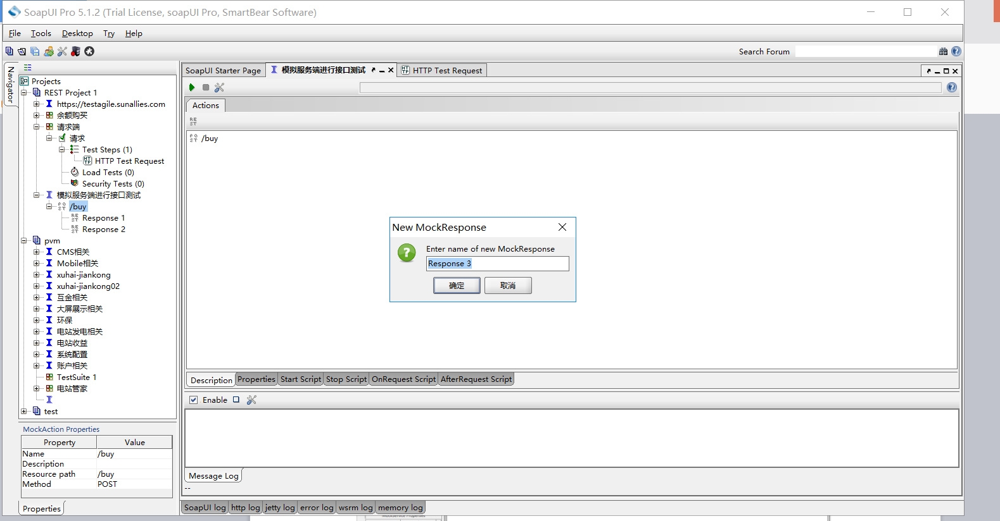 SoapUI Pro 5.1.2 (Trial License, soapUI Pro, SmartBear Software)
File Tools Desktop Try Help
Search Forum
Navigator
Projects
REST Project 1
https://testagile.sunallies.com
余额购买
请求端
请求
Test Steps (1)
HTTP Test Request
Load Tests (0)
Security Tests (0)
模拟服务端进行接口测试
/buy
Response 1
Response 2
pvm
CMS相关
Mobile相关
xuhai-jiankong
xuhai-jiankong02
互金相关
大屏展示相关
环保
电站发电相关
电站收益
系统配置
账户相关
TestSuite 1
电站管家
test
MockAction Properties
Property Value
Name /buy
Description
Resource path /buy
Method POST
Properties
SoapUI Starter Page 模拟服务端进行接口测试 HTTP Test Request
Actions
/buy
New MockResponse
Enter name of new MockResponse
Response 3
确定 取消
Description Properties Start Script Stop Script OnRequest Script AfterRequest Script
Enable
Message Log
--
SoapUI log http log jetty log error log wsrm log memory log